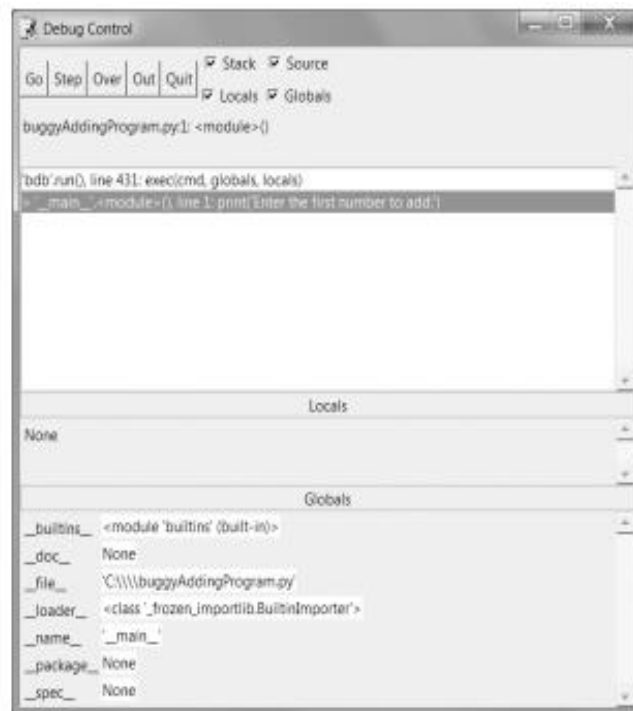 Debug Control
Go Step Over Out Quit Stack Source
Locals Globals
buggyAddingProgram.py:1: <module>()
'bdb'.run(), line 431: exec(cmd, globals, locals)
> '__main__'.<module>(), line 1: print('Enter the first number to add:')
Locals
None
Globals
__builtins__ <module 'builtins' (built-in)>
__doc__ None
__file__ 'C:\\\\buggyAddingProgram.py'
__loader__ <class '_frozen_importlib.BuiltinImporter'>
__name__ '__main__'
__package__ None
__spec__ None